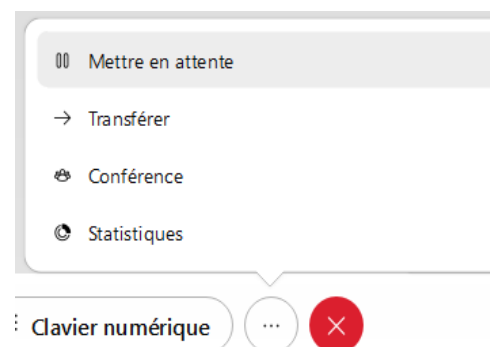 Mettre en attente
Transférer
Conférence
Statistiques
Clavier numérique